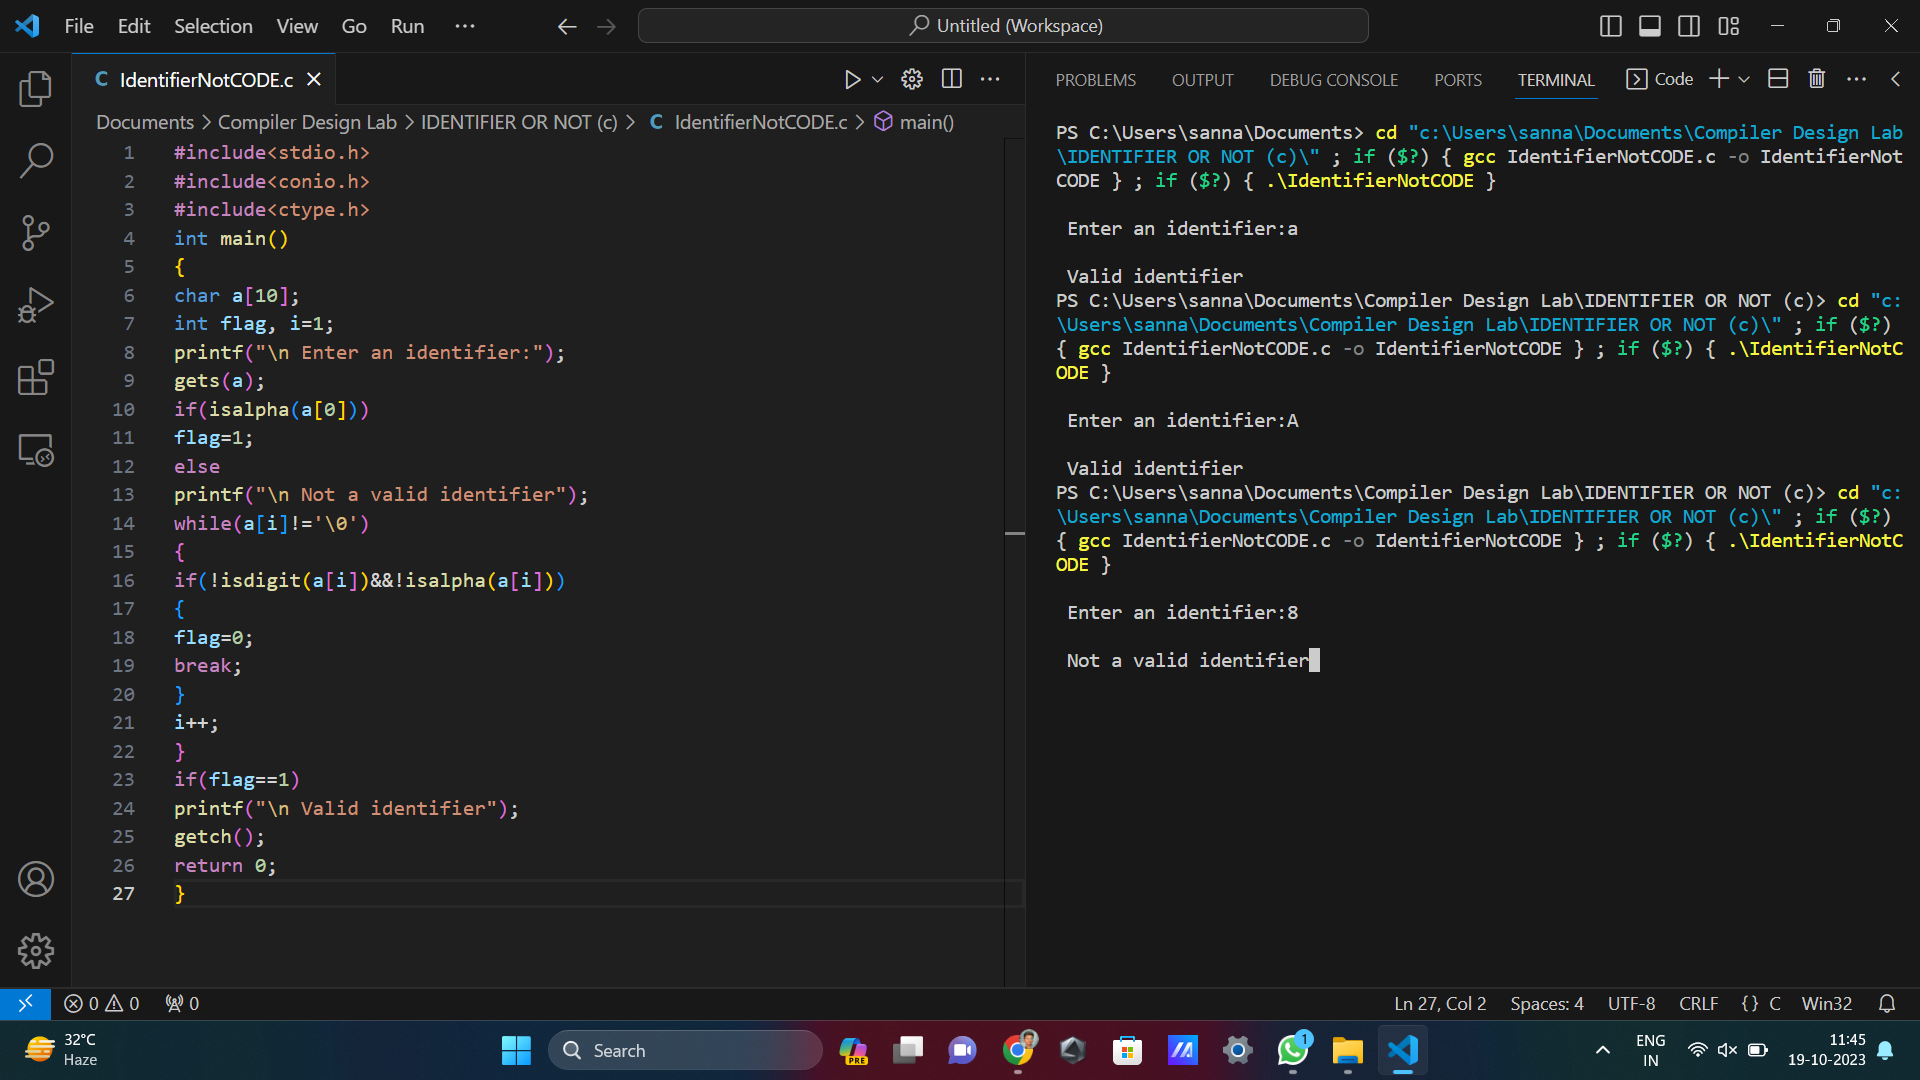 File Edit Selection View Go Run ··· Untitled (Workspace)
C IdentifierNotCODE.c
Documents > Compiler Design Lab > IDENTIFIER OR NOT (c) > C IdentifierNotCODE.c > main()
1 #include<stdio.h>
2 #include<conio.h>
3 #include<ctype.h>
4 int main()
5 {
6 char a[10];
7 int flag, i=1;
8 printf("\n Enter an identifier:");
9 gets(a);
10 if(isalpha(a[0]))
11 flag=1;
12 else
13 printf("\n Not a valid identifier");
14 while(a[i]!='\0')
15 {
16 if(!isdigit(a[i])&&!isalpha(a[i]))
17 {
18 flag=0;
19 break;
20 }
21 i++;
22 }
23 if(flag==1)
24 printf("\n Valid identifier");
25 getch();
26 return 0;
27 }
PROBLEMS OUTPUT DEBUG CONSOLE PORTS TERMINAL Code
PS C:\Users\sanna\Documents> cd "c:\Users\sanna\Documents\Compiler Design Lab
\IDENTIFIER OR NOT (c)\" ; if ($?) { gcc IdentifierNotCODE.c -o IdentifierNot
CODE } ; if ($?) { .\IdentifierNotCODE }
Enter an identifier:a
Valid identifier
PS C:\Users\sanna\Documents\Compiler Design Lab\IDENTIFIER OR NOT (c)> cd "c:
\Users\sanna\Documents\Compiler Design Lab\IDENTIFIER OR NOT (c)\" ; if ($?)
{ gcc IdentifierNotCODE.c -o IdentifierNotCODE } ; if ($?) { .\IdentifierNotC
ODE }
Enter an identifier:A
Valid identifier
PS C:\Users\sanna\Documents\Compiler Design Lab\IDENTIFIER OR NOT (c)> cd "c:
\Users\sanna\Documents\Compiler Design Lab\IDENTIFIER OR NOT (c)\" ; if ($?)
{ gcc IdentifierNotCODE.c -o IdentifierNotCODE } ; if ($?) { .\IdentifierNotC
ODE }
Enter an identifier:8
Not a valid identifier
0 0 0 Ln 27, Col 2 Spaces: 4 UTF-8 CRLF {} C Win32
32°C
Haze
Search
PRE
1
ENG
IN
11:45
19-10-2023